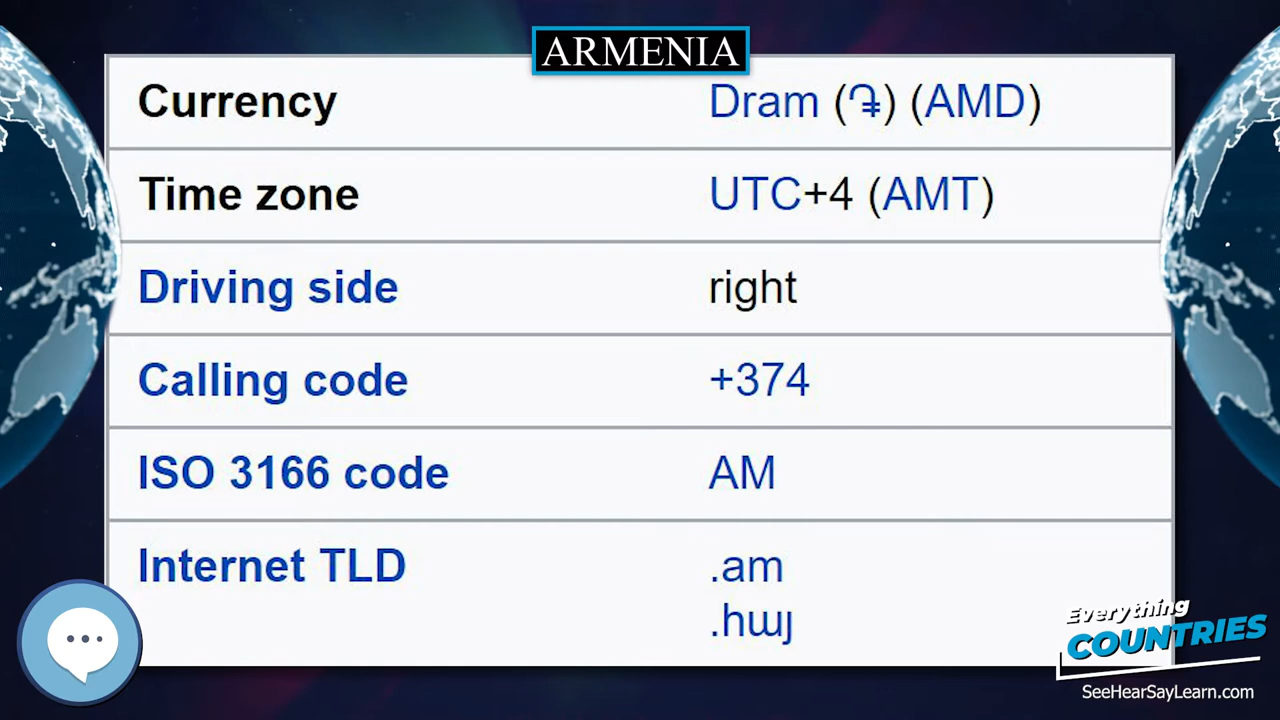 ARMENIA
Currency Dram (֏) (AMD)
Time zone UTC+4 (AMT)
Driving side right
Calling code +374
ISO 3166 code AM
Internet TLD .am
.հայ
Everything
COUNTRIES
SeeHearSayLearn.com